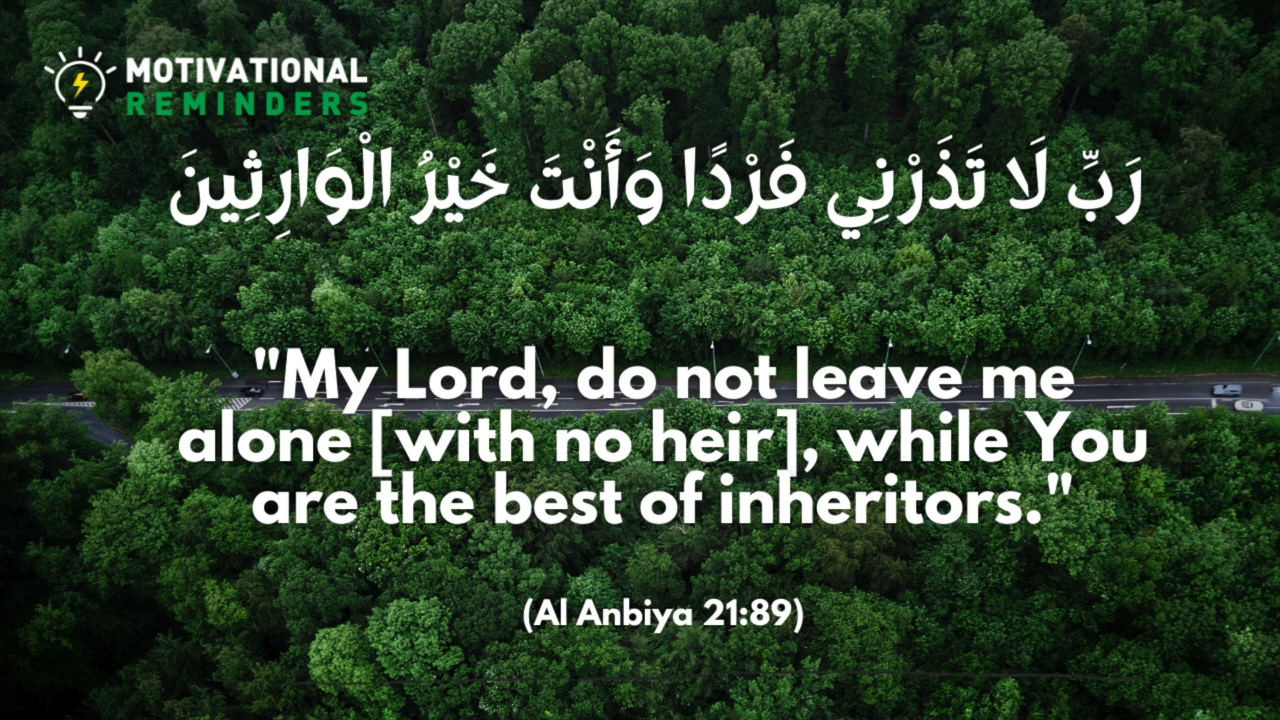 MOTIVATIONAL
REMINDERS
رَبِّ لَا تَذَرْنِي فَرْدًا وَأَنْتَ خَيْرُ الْوَارِثِينَ
"My Lord, do not leave me
alone [with no heir], while You
are the best of inheritors."
(Al Anbiya 21:89)